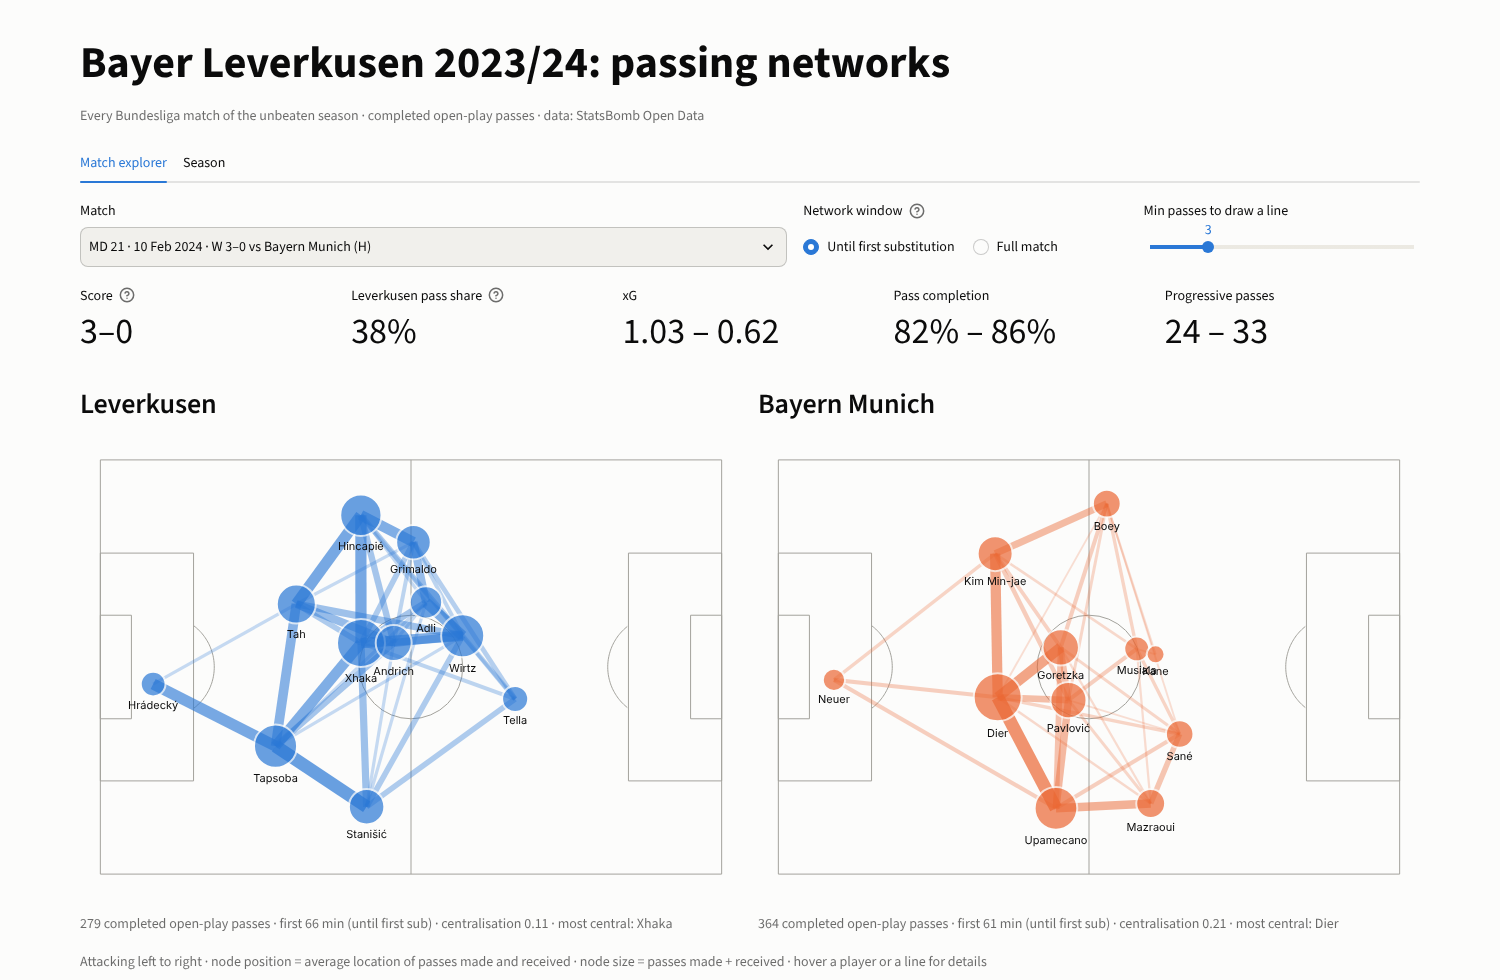 Bayer Leverkusen 2023/24: passing networks
Every Bundesliga match of the unbeaten season · completed open-play passes · data: StatsBomb Open Data
Match explorer Season
Match Network window ? Min passes to draw a line
3
MD 21 · 10 Feb 2024 · W 3–0 vs Bayern Munich (H) Until first substitution Full match
Score ? Leverkusen pass share ? xG Pass completion Progressive passes
3–0 38% 1.03 – 0.62 82% – 86% 24 – 33
Leverkusen Bayern Munich
Hincapié
Grimaldo
Tah
Adli
Wirtz
Andrich
Xhaka
Hrádecký
Tella
Tapsoba
Stanišić
Boey
Kim Min-jae
Musiala
Kane
Goretzka
Neuer
Pavlović
Dier
Sané
Mazraoui
Upamecano
279 completed open-play passes · first 66 min (until first sub) · centralisation 0.11 · most central: Xhaka
364 completed open-play passes · first 61 min (until first sub) · centralisation 0.21 · most central: Dier
Attacking left to right · node position = average location of passes made and received · node size = passes made + received · hover a player or a line for details